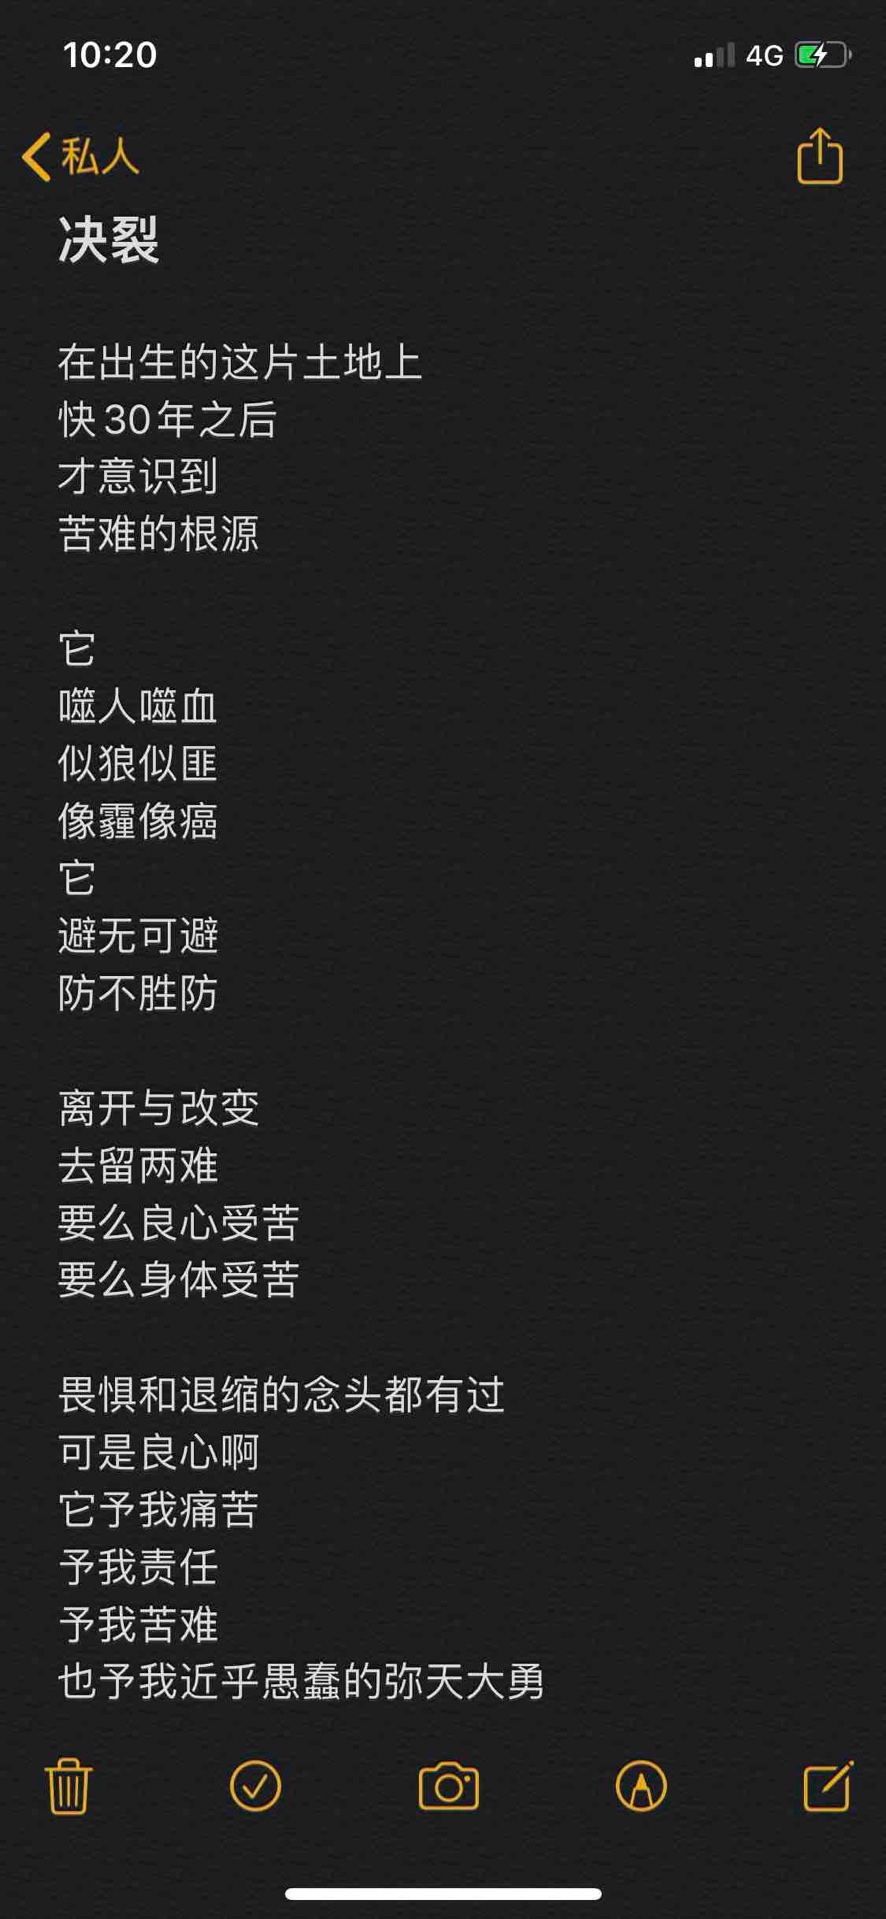 10:20
4G
私人
决裂
在出生的这片土地上
快30年之后
才意识到
苦难的根源
它
噬人噬血
似狼似匪
像霾像癌
它
避无可避
防不胜防
离开与改变
去留两难
要么良心受苦
要么身体受苦
畏惧和退缩的念头都有过
可是良心啊
它予我痛苦
予我责任
予我苦难
也予我近乎愚蠢的弥天大勇